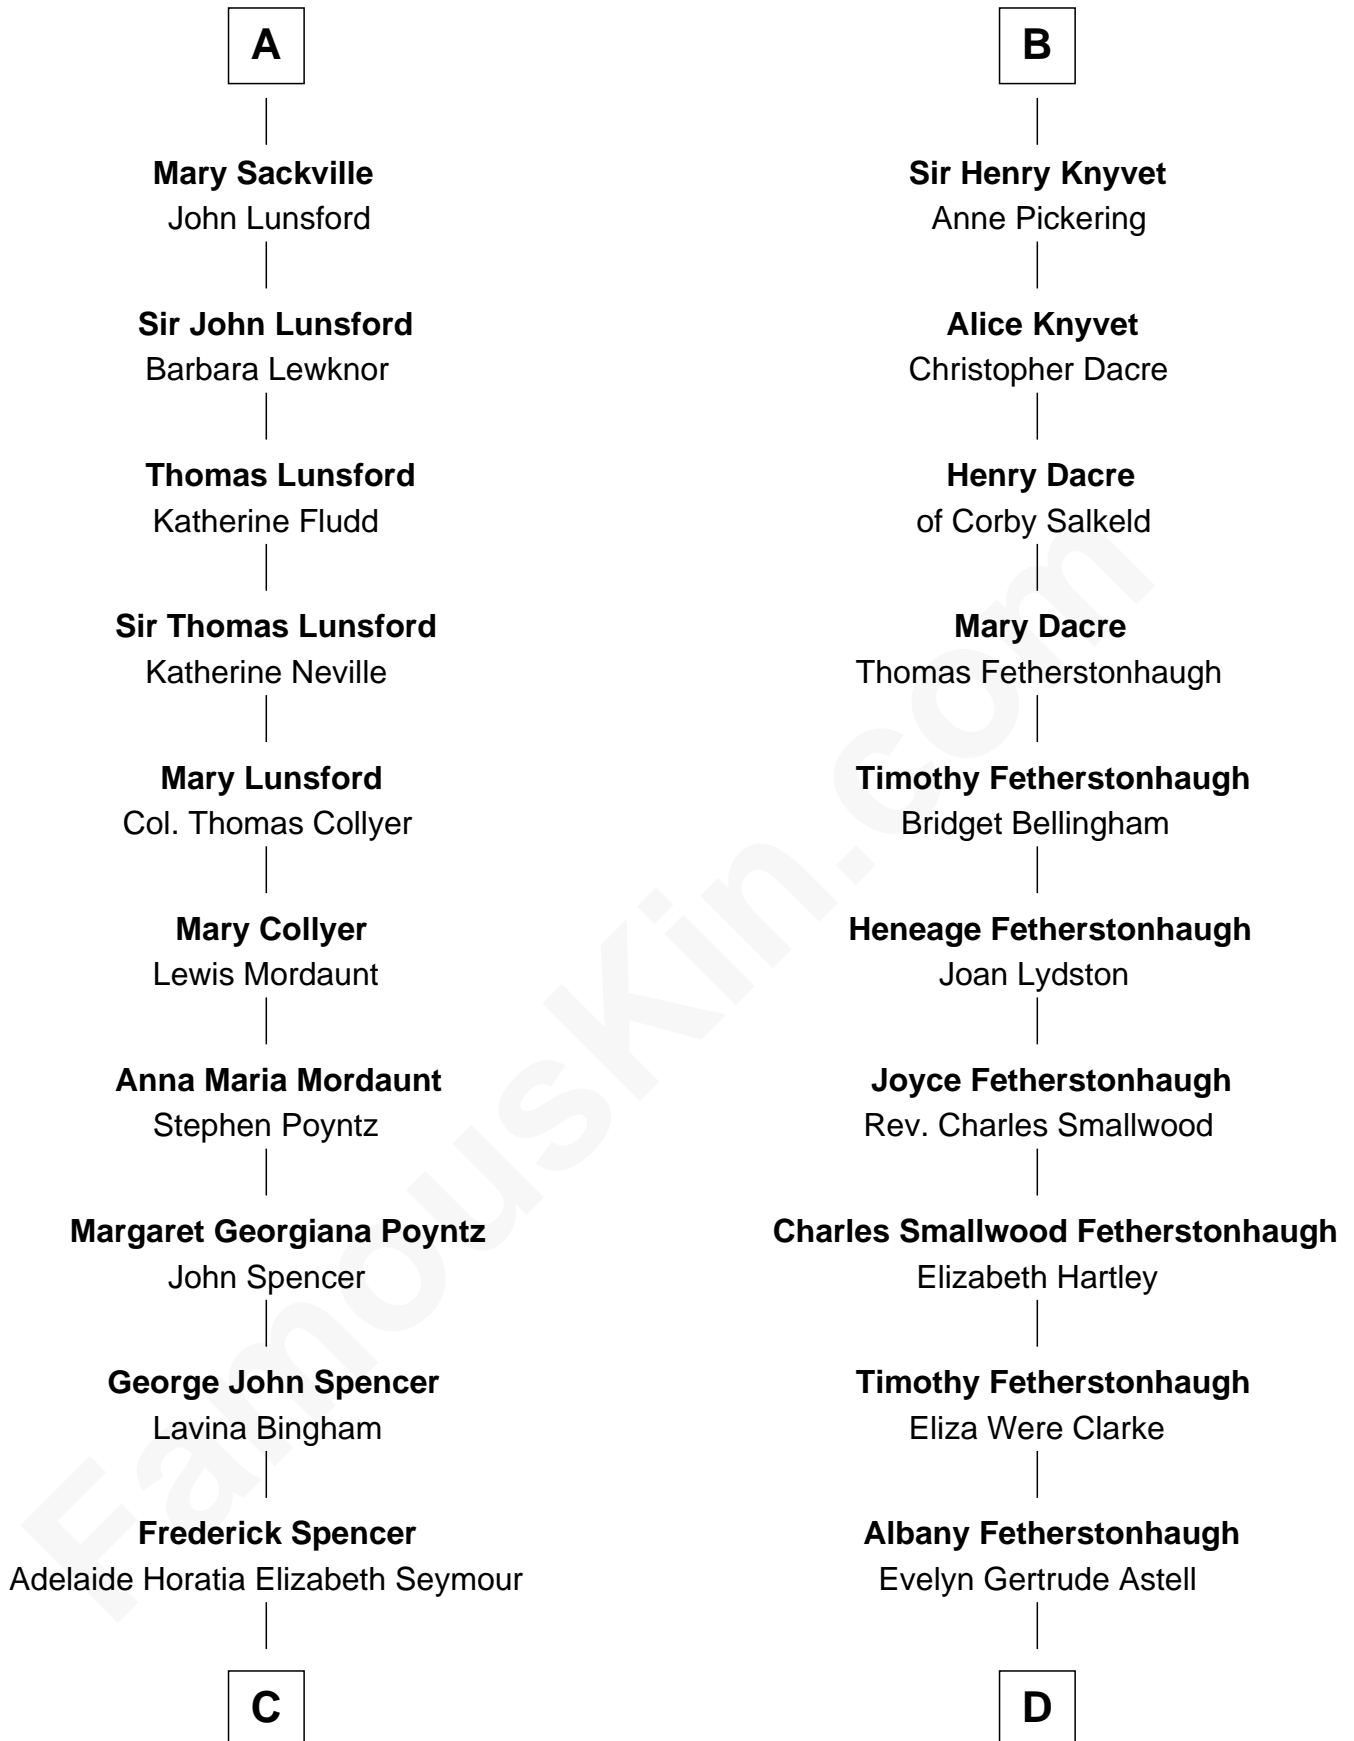 A
Mary Sackville
John Lunsford
Sir John Lunsford
Barbara Lewknor
Thomas Lunsford
Katherine Fludd
Sir Thomas Lunsford
Katherine Neville
Mary Lunsford
Col. Thomas Collyer
Mary Collyer
Lewis Mordaunt
Anna Maria Mordaunt
Stephen Poyntz
Margaret Georgiana Poyntz
John Spencer
George John Spencer
Lavina Bingham
Frederick Spencer
Adelaide Horatia Elizabeth Seymour
C
B
Sir Henry Knyvet
Anne Pickering
Alice Knyvet
Christopher Dacre
Henry Dacre
of Corby Salkeld
Mary Dacre
Thomas Fetherstonhaugh
Timothy Fetherstonhaugh
Bridget Bellingham
Heneage Fetherstonhaugh
Joan Lydston
Joyce Fetherstonhaugh
Rev. Charles Smallwood
Charles Smallwood Fetherstonhaugh
Elizabeth Hartley
Timothy Fetherstonhaugh
Eliza Were Clarke
Albany Fetherstonhaugh
Evelyn Gertrude Astell
D
FamousKin.com